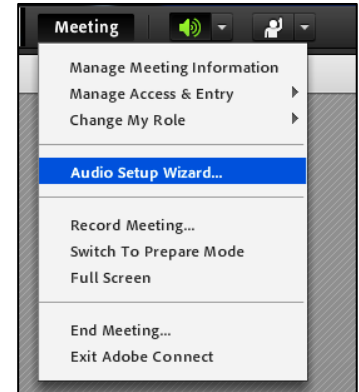 Meeting
Manage Meeting Information
Manage Access & Entry
Change My Role
Audio Setup Wizard...
Record Meeting...
Switch To Prepare Mode
Full Screen
End Meeting...
Exit Adobe Connect